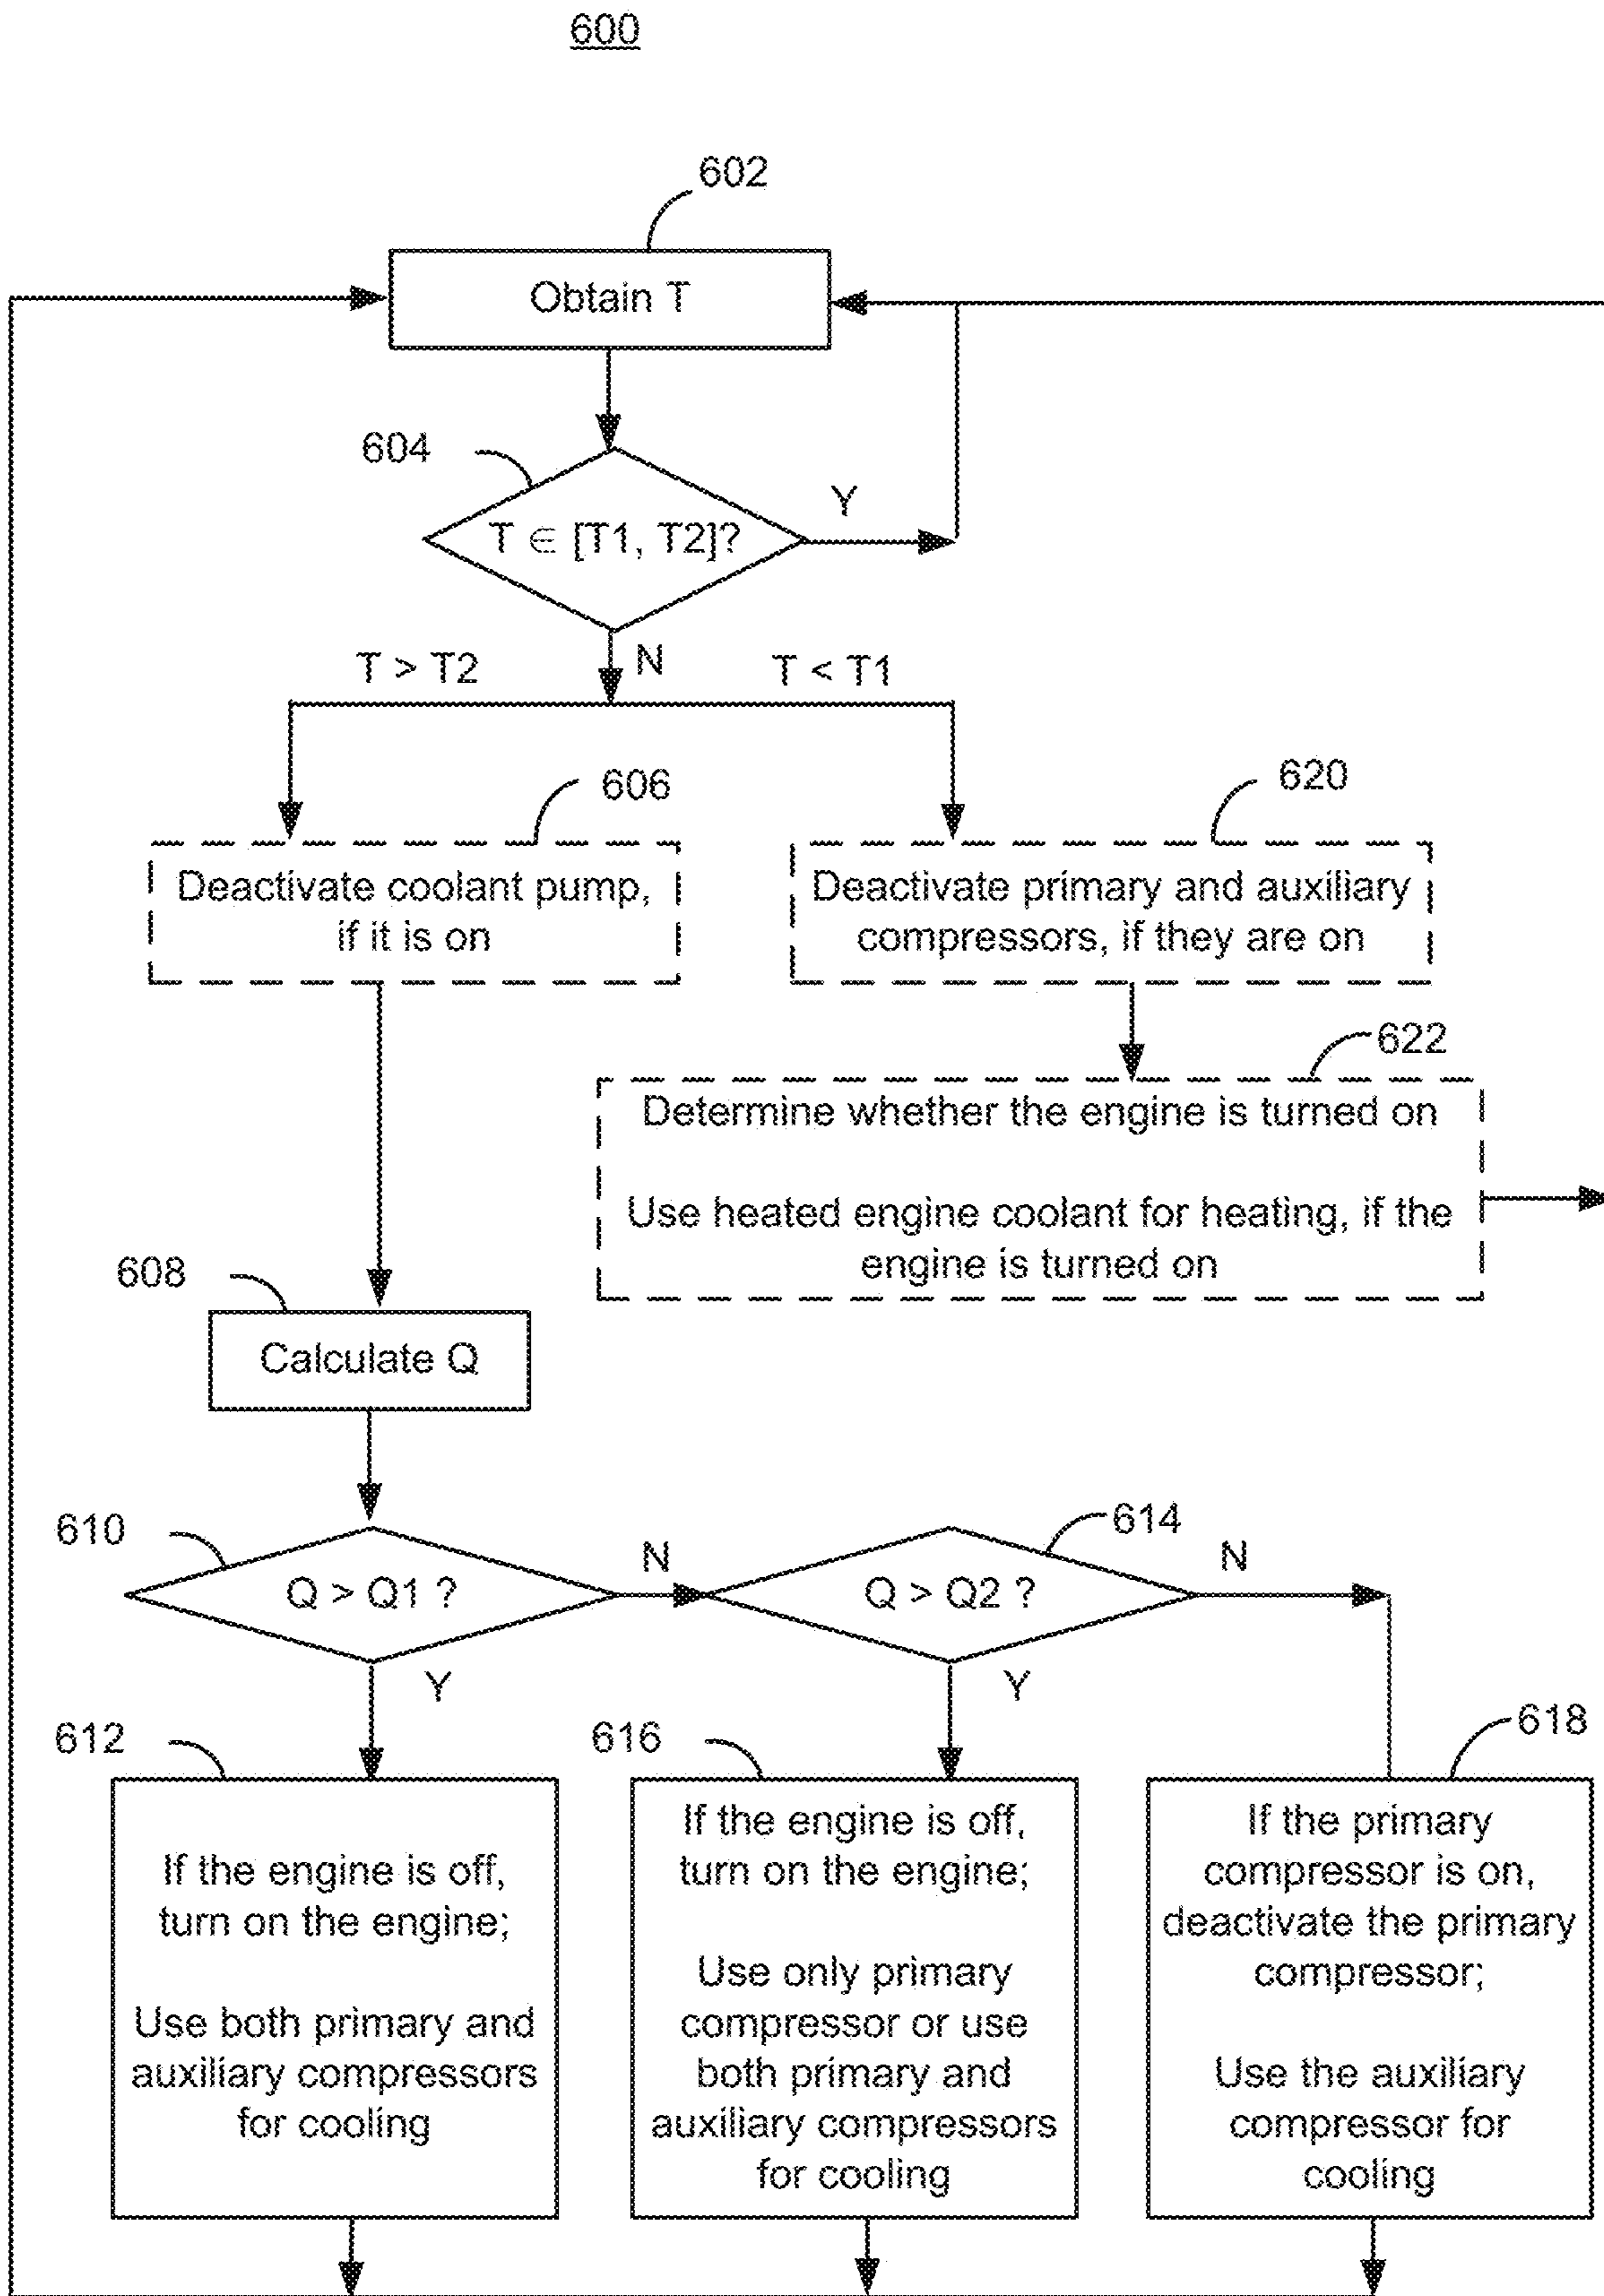 600
602
Obtain T
604
T ∈ [T1, T2]?
Y
N
T > T2
T < T1
606
Deactivate coolant pump,
if it is on
620
Deactivate primary and auxiliary
compressors, if they are on
622
Determine whether the engine is turned on
Use heated engine coolant for heating, if the
engine is turned on
608
Calculate Q
610
Q > Q1 ?
N
Y
614
Q > Q2 ?
N
Y
612
If the engine is off,
turn on the engine;
Use both primary and
auxiliary compressors
for cooling
616
If the engine is off,
turn on the engine;
Use only primary
compressor or use
both primary and
auxiliary compressors
for cooling
618
If the primary
compressor is on,
deactivate the primary
compressor;
Use the auxiliary
compressor for
cooling